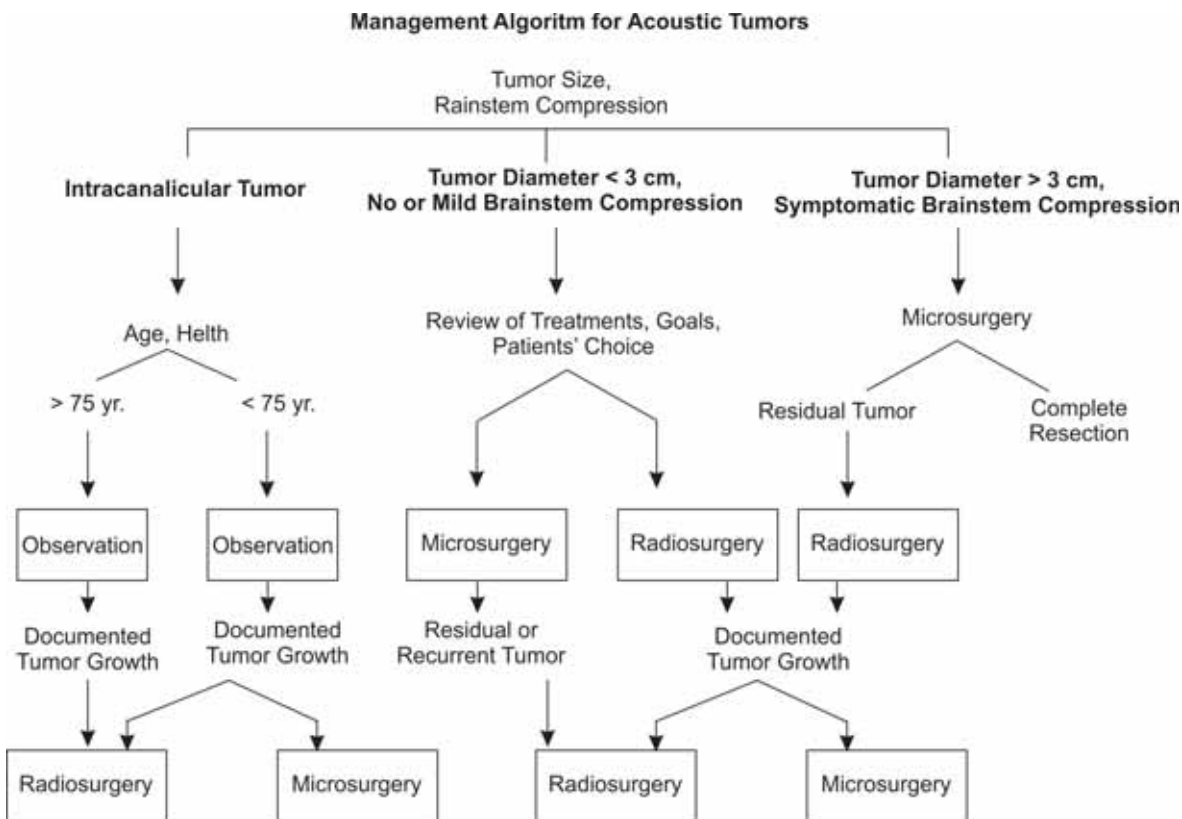 Management Algoritm for Acoustic Tumors
Tumor Size,
Rainstem Compression
Intracanalicular Tumor
Tumor Diameter < 3 cm,
No or Mild Brainstem Compression
Tumor Diameter > 3 cm,
Symptomatic Brainstem Compression
Age, Helth
Review of Treatments, Goals,
Patients' Choice
Microsurgery
> 75 yr.
< 75 yr.
Residual Tumor
Complete
Resection
Observation
Observation
Microsurgery
Radiosurgery
Radiosurgery
Documented
Tumor Growth
Documented
Tumor Growth
Residual or
Recurrent Tumor
Documented
Tumor Growth
Radiosurgery
Microsurgery
Radiosurgery
Microsurgery